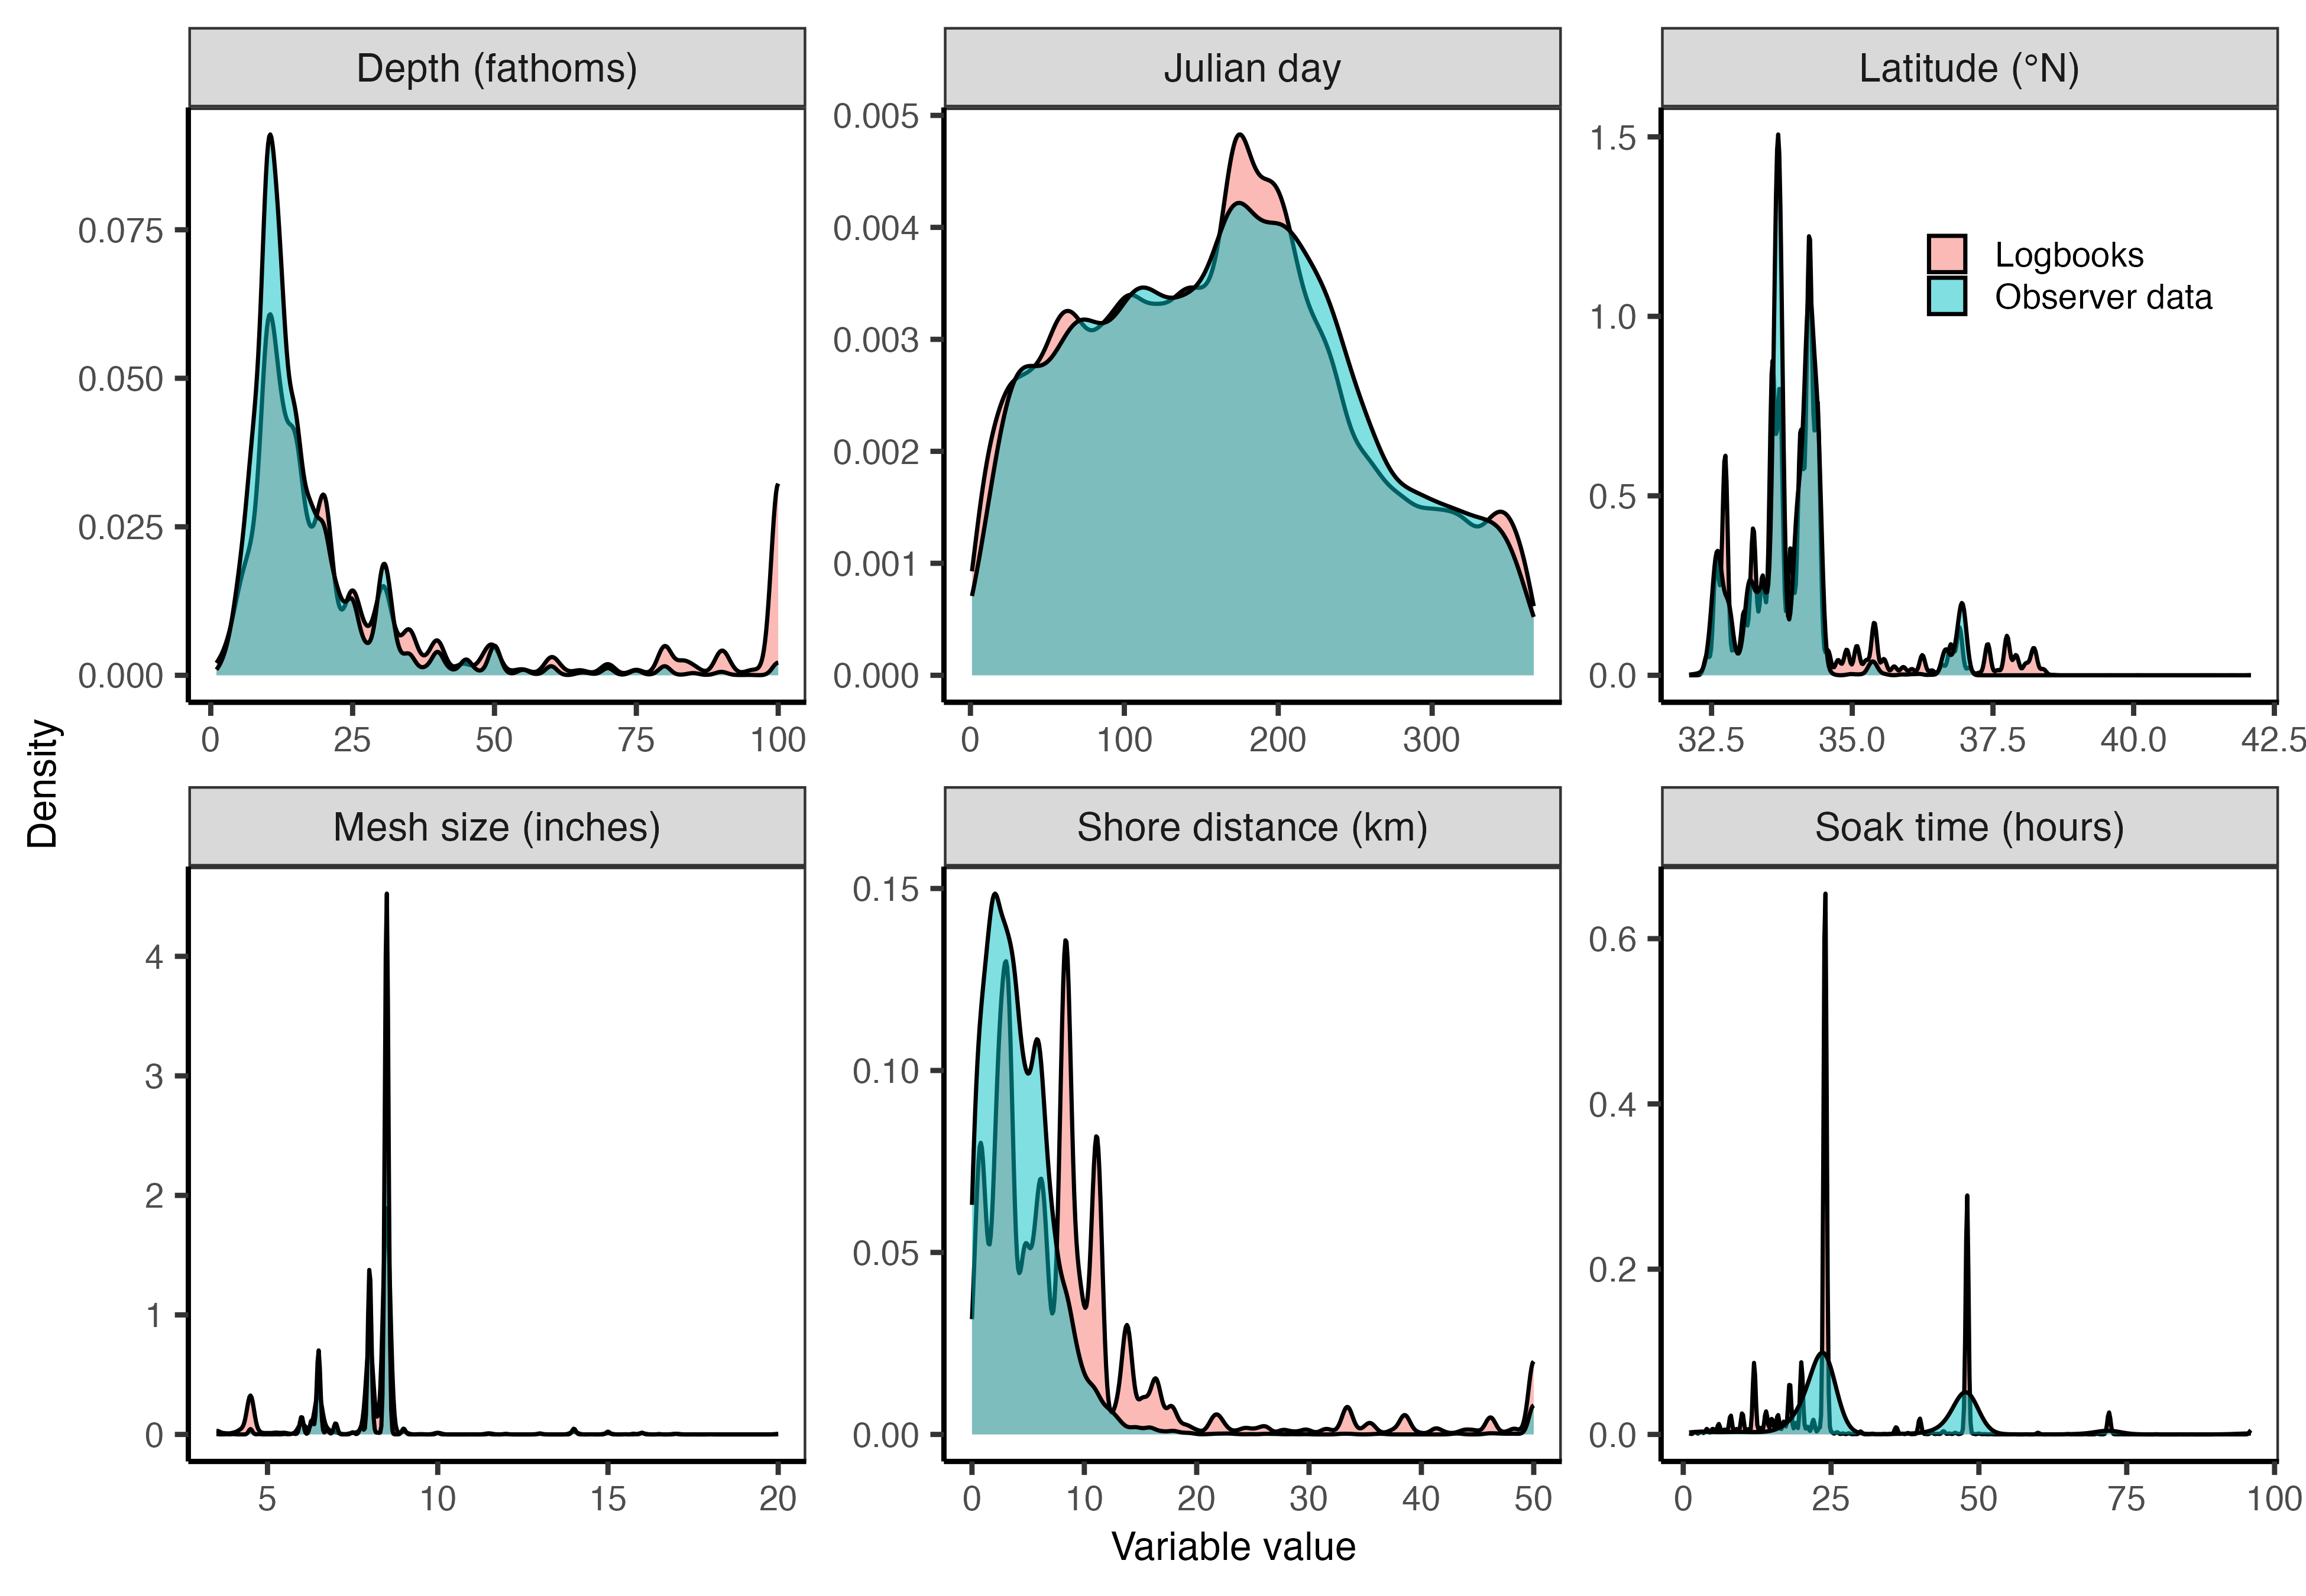 Depth (fathoms)
Julian day
Latitude (°N)
0.075
0.050
0.025
0.000
0 25 50 75 100
0.005
0.004
0.003
0.002
0.001
0.000
0 100 200 300
1.5
1.0
0.5
0.0
32.5 35.0 37.5 40.0 42.5
Logbooks
Observer data
Density
Mesh size (inches)
Shore distance (km)
Soak time (hours)
4
3
2
1
0
5 10 15 20
0.15
0.10
0.05
0.00
0 10 20 30 40 50
0.6
0.4
0.2
0.0
0 25 50 75 100
Variable value